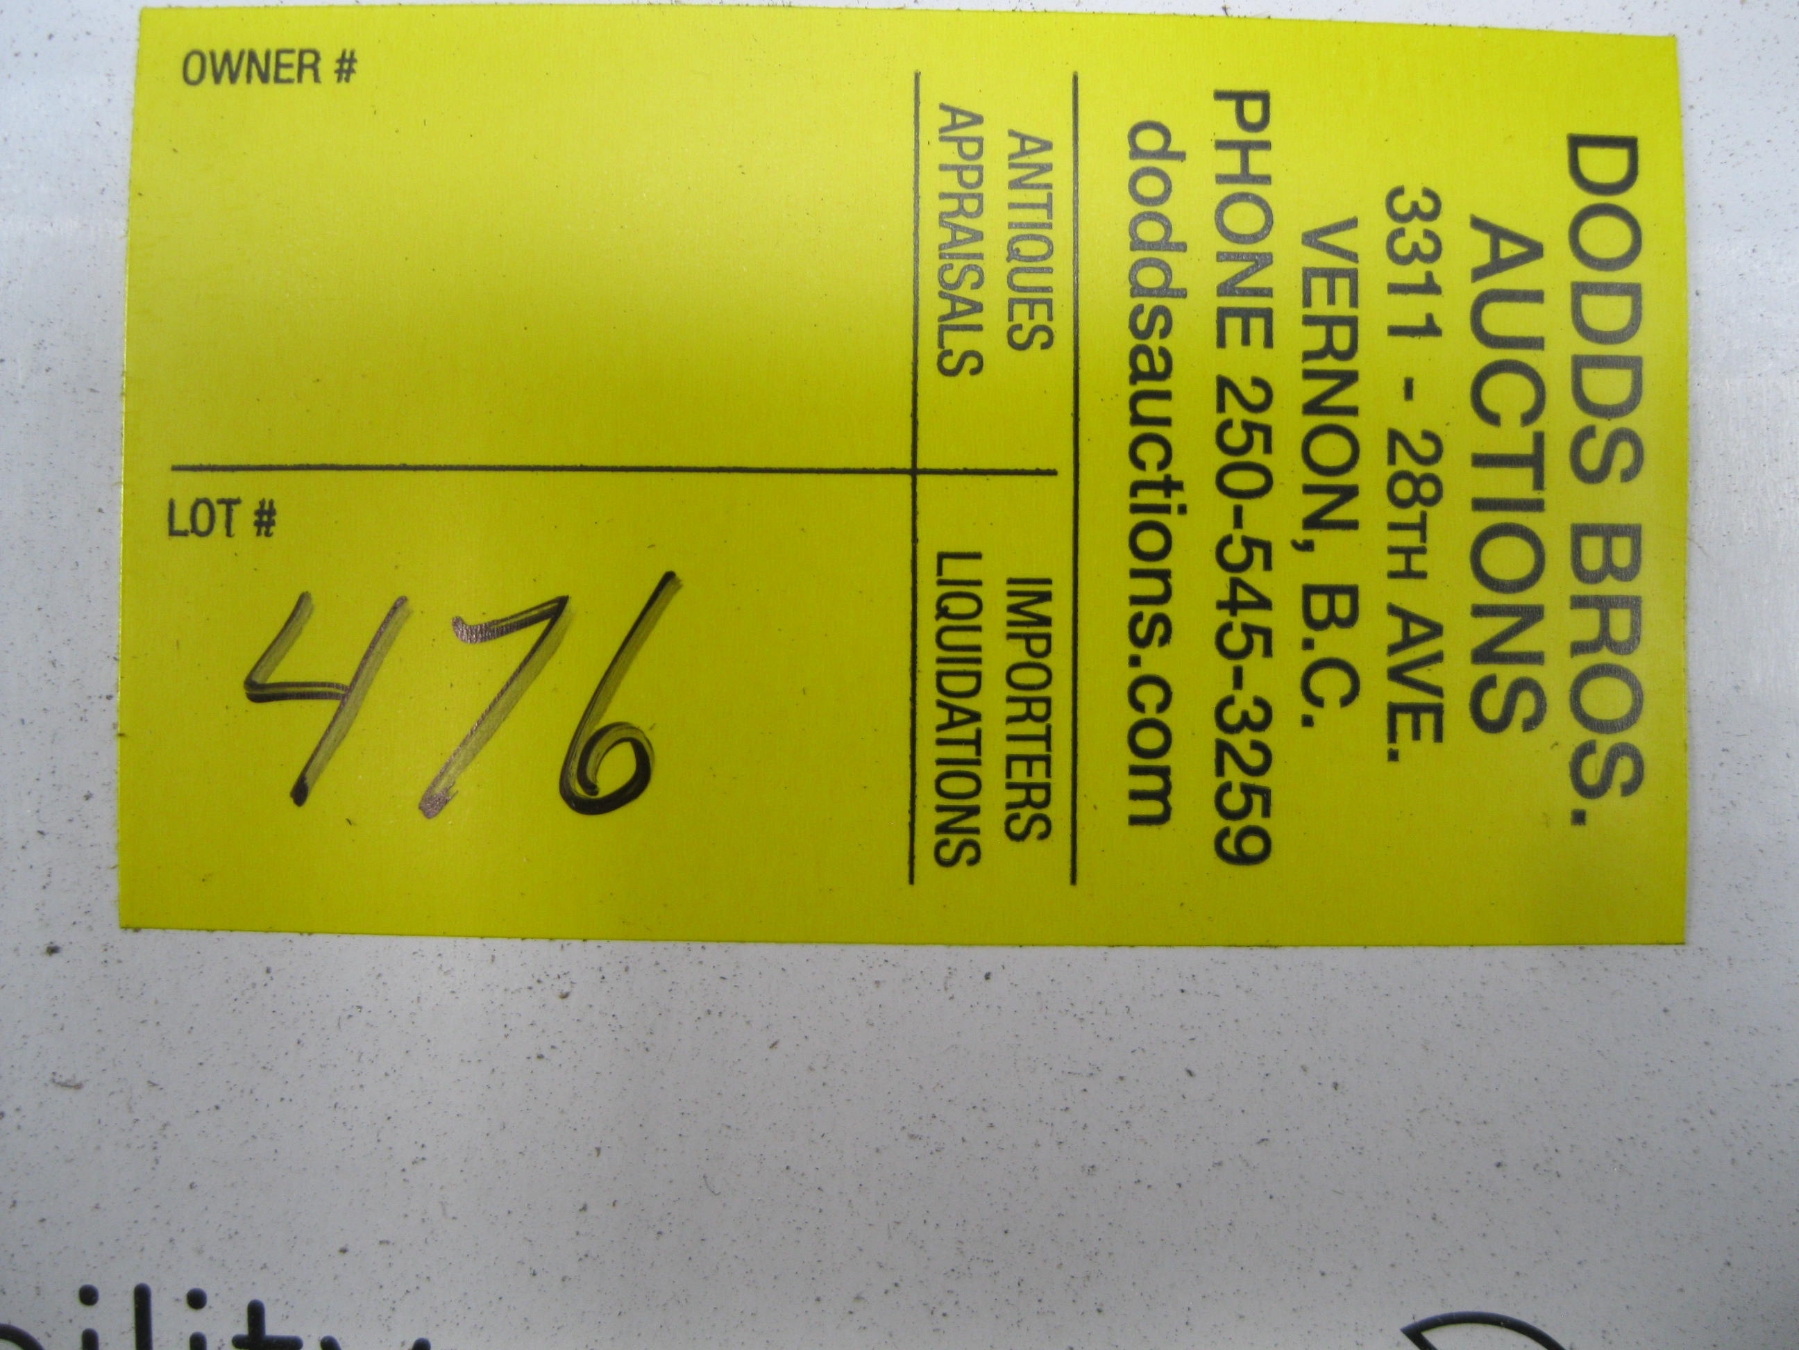 DODDS BROS.
AUCTIONS
3311 - 28TH AVE.
VERNON, B.C.
PHONE 250-545-3259
doddsauctions.com
ANTIQUES
APPRAISALS
IMPORTERS
LIQUIDATIONS
OWNER #
LOT #
476